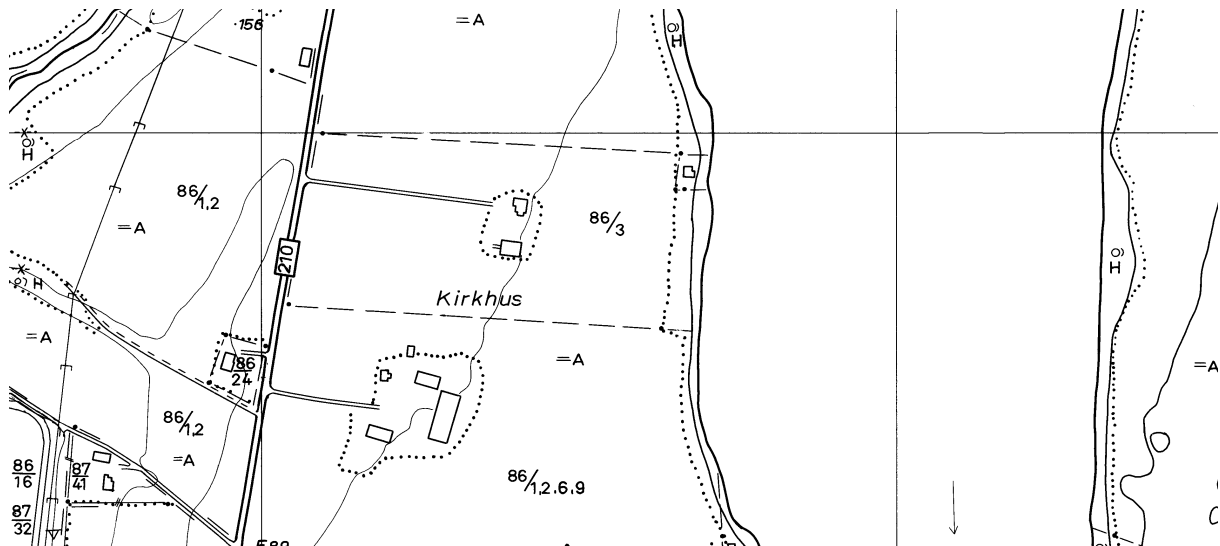 ·156
=A
H
H
86/1,2
86/3
=A
210
H
H
Kirkhus
=A
=A
=A
86
24
86/1,2
=A
86
16
87
41
86/1,2.6.9
87
32